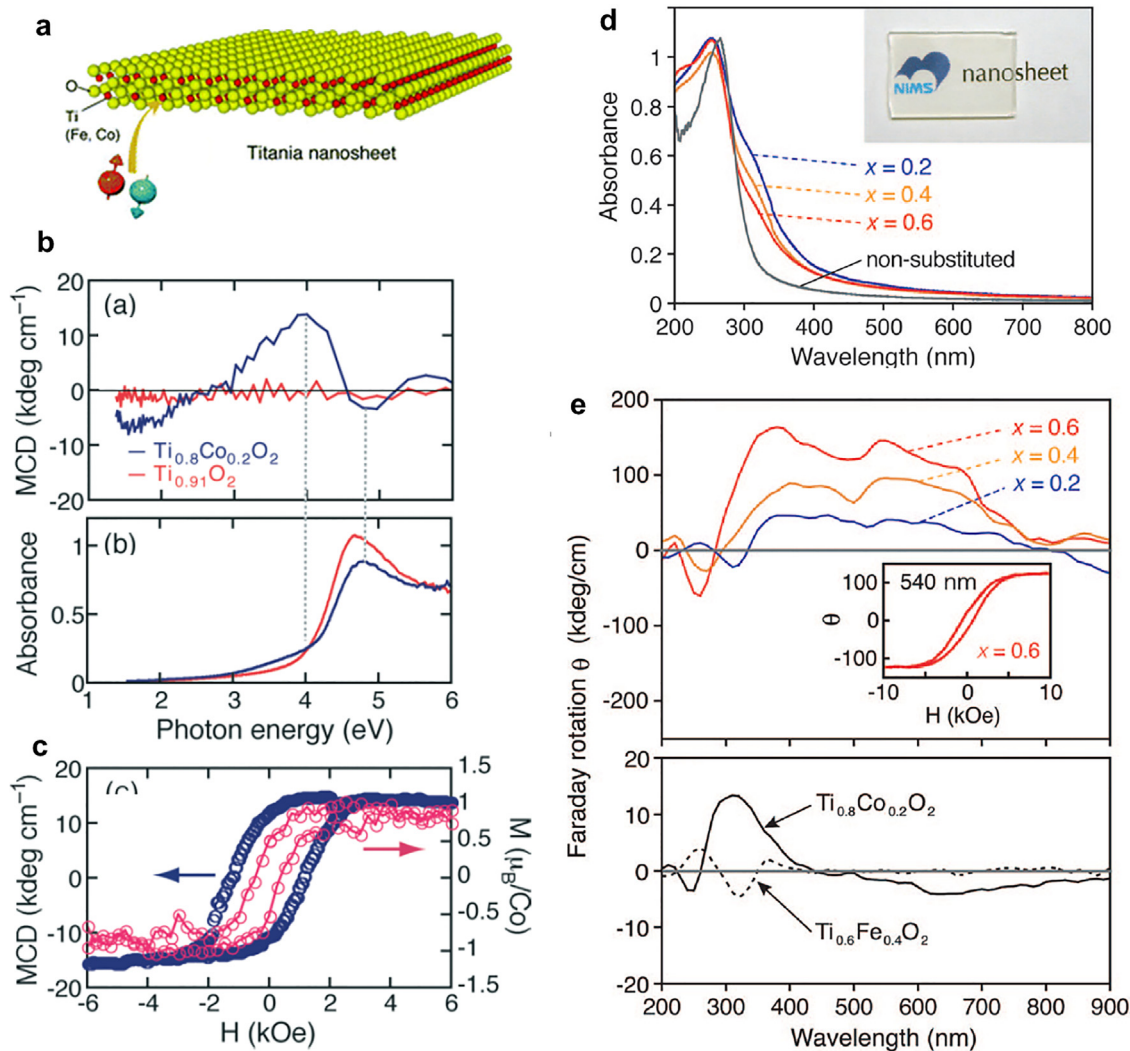 a
O
Ti
(Fe, Co)
Titania nanosheet
b
(a)
MCD (kdeg cm⁻¹)
20
10
0
-10
-20
Ti₀.₈Co₀.₂O₂
Ti₀.₉₁O₂
(b)
Absorbance
1
0.5
0
1 2 3 4 5 6
Photon energy (eV)
c
MCD (kdeg cm⁻¹)
20
10
0
-10
-20
1.5
1
0.5
0
-0.5
-1
-1.5
M (μB/Co)
-6 -4 -2 0 2 4 6
H (kOe)
d
NIMS nanosheet
Absorbance
1
0.8
0.6
0.4
0.2
0
x = 0.2
x = 0.4
x = 0.6
non-substituted
200 300 400 500 600 700 800
Wavelength (nm)
e
Faraday rotation θ (kdeg/cm)
200
100
0
-100
-200
x = 0.6
x = 0.4
x = 0.2
540 nm
θ
100
0
-100
x = 0.6
-10 0 10
H (kOe)
20
10
0
-10
-20
Ti₀.₈Co₀.₂O₂
Ti₀.₆Fe₀.₄O₂
200 300 400 500 600 700 800 900
Wavelength (nm)